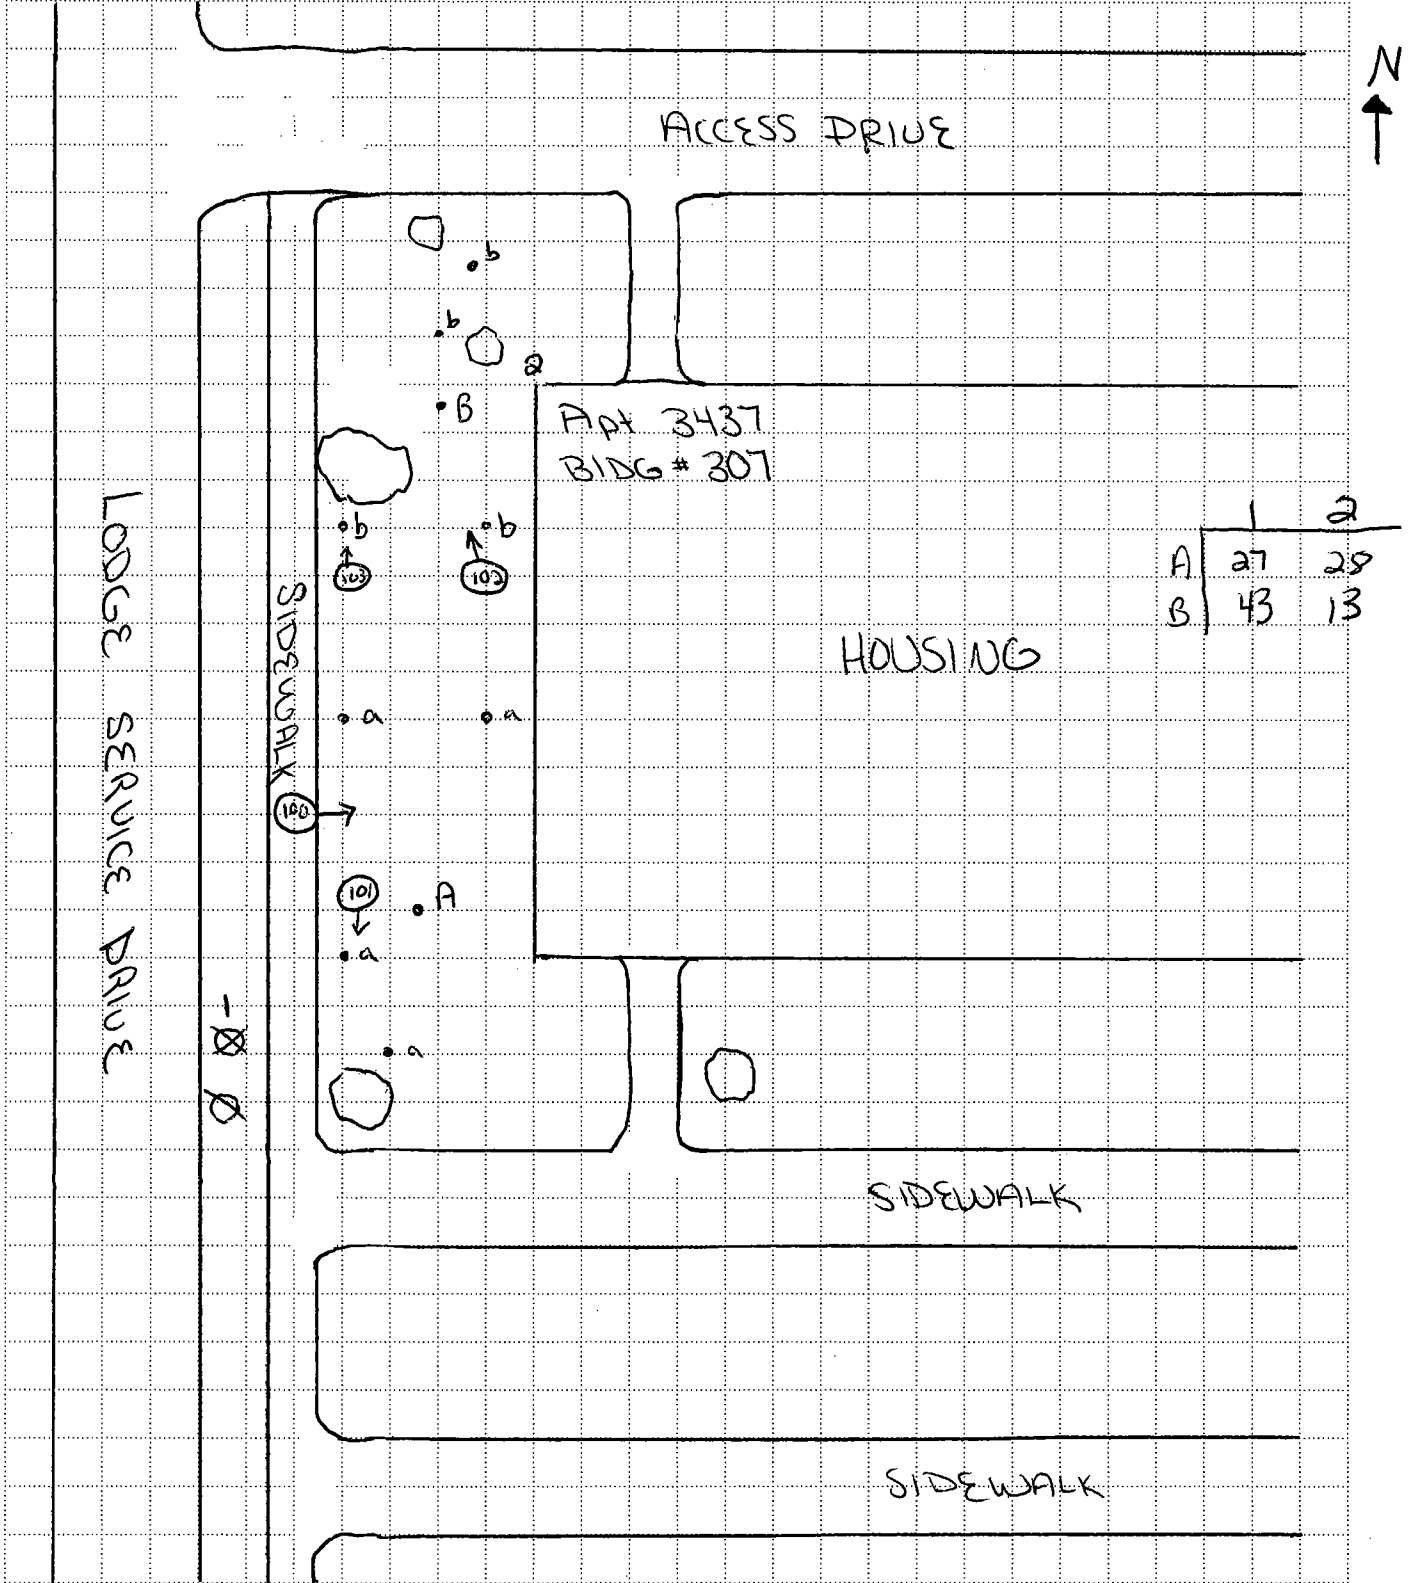 N
ACCESS DRIVE
b
b
2
B
Apt 3437
BLDG # 307
b
b
103
102
1 2
A 27 28
B 43 13
HOUSING
LODGE SERVICE DRIVE
SIDEWALK
a
a
100
101
A
a
1
a
SIDEWALK
SIDEWALK